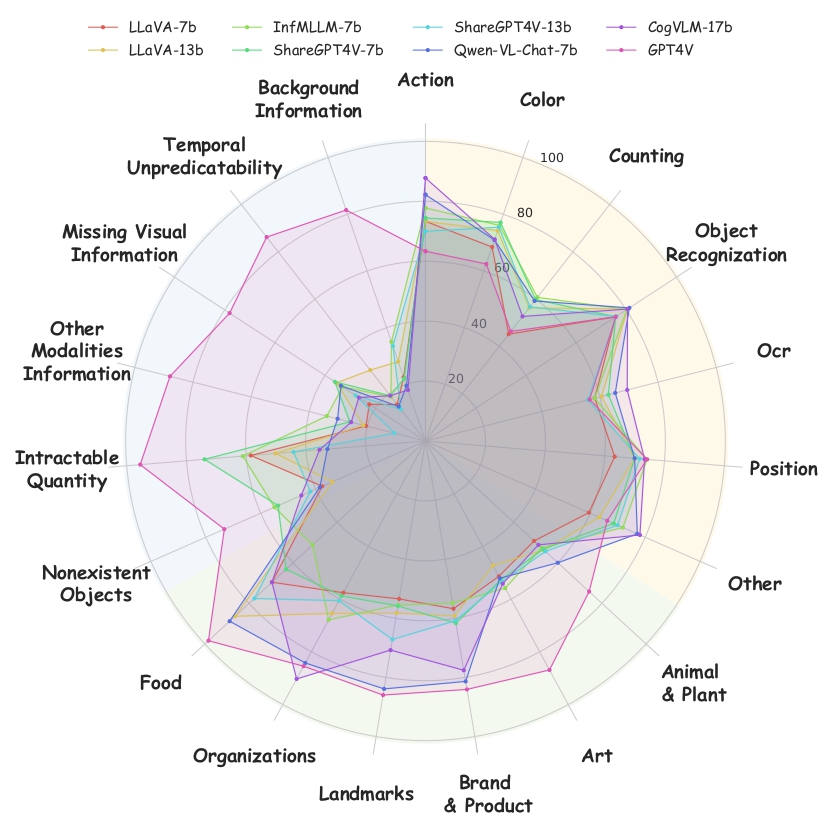 LLaVA-7b
InfMLLM-7b
ShareGPT4V-13b
CogVLM-17b
LLaVA-13b
ShareGPT4V-7b
Qwen-VL-Chat-7b
GPT4V
Action
Color
Counting
Object
Recognization
Ocr
Position
Other
Animal
& Plant
Art
Brand
& Product
Landmarks
Organizations
Food
Nonexistent
Objects
Intractable
Quantity
Other
Modalities
Information
Missing Visual
Information
Temporal
Unpredicatability
Background
Information
100
80
60
40
20